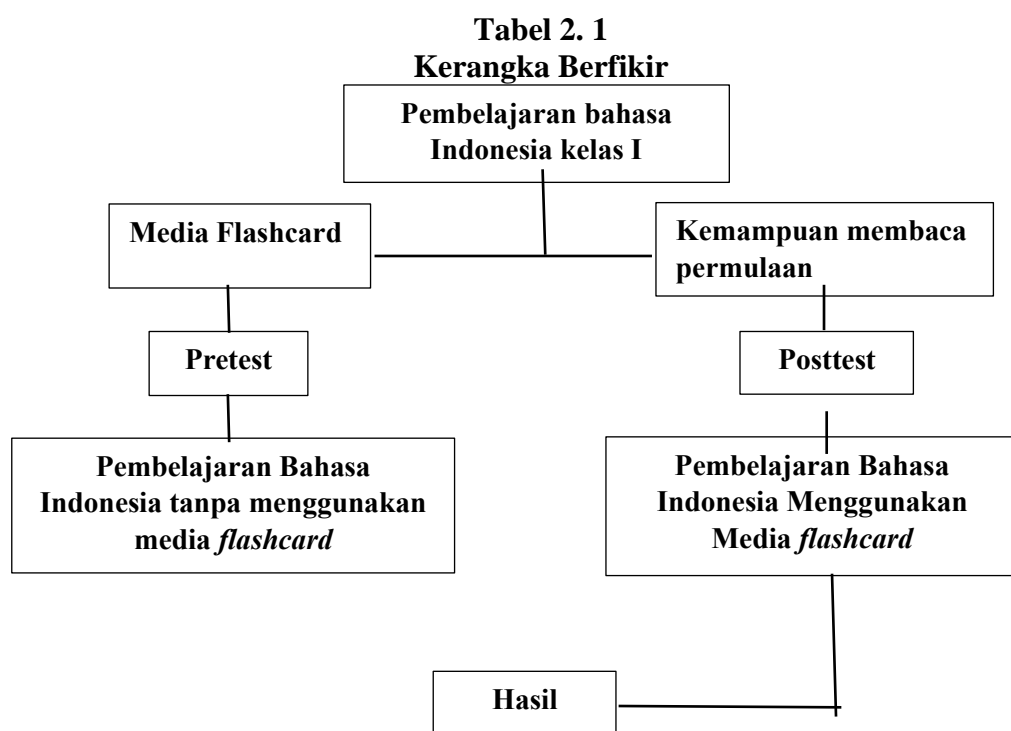 Tabel 2. 1
Kerangka Berfikir
Pembelajaran bahasa
Indonesia kelas I
Media Flashcard
Kemampuan membaca
permulaan
Pretest
Posttest
Pembelajaran Bahasa
Indonesia tanpa menggunakan
media flashcard
Pembelajaran Bahasa
Indonesia Menggunakan
Media flashcard
Hasil